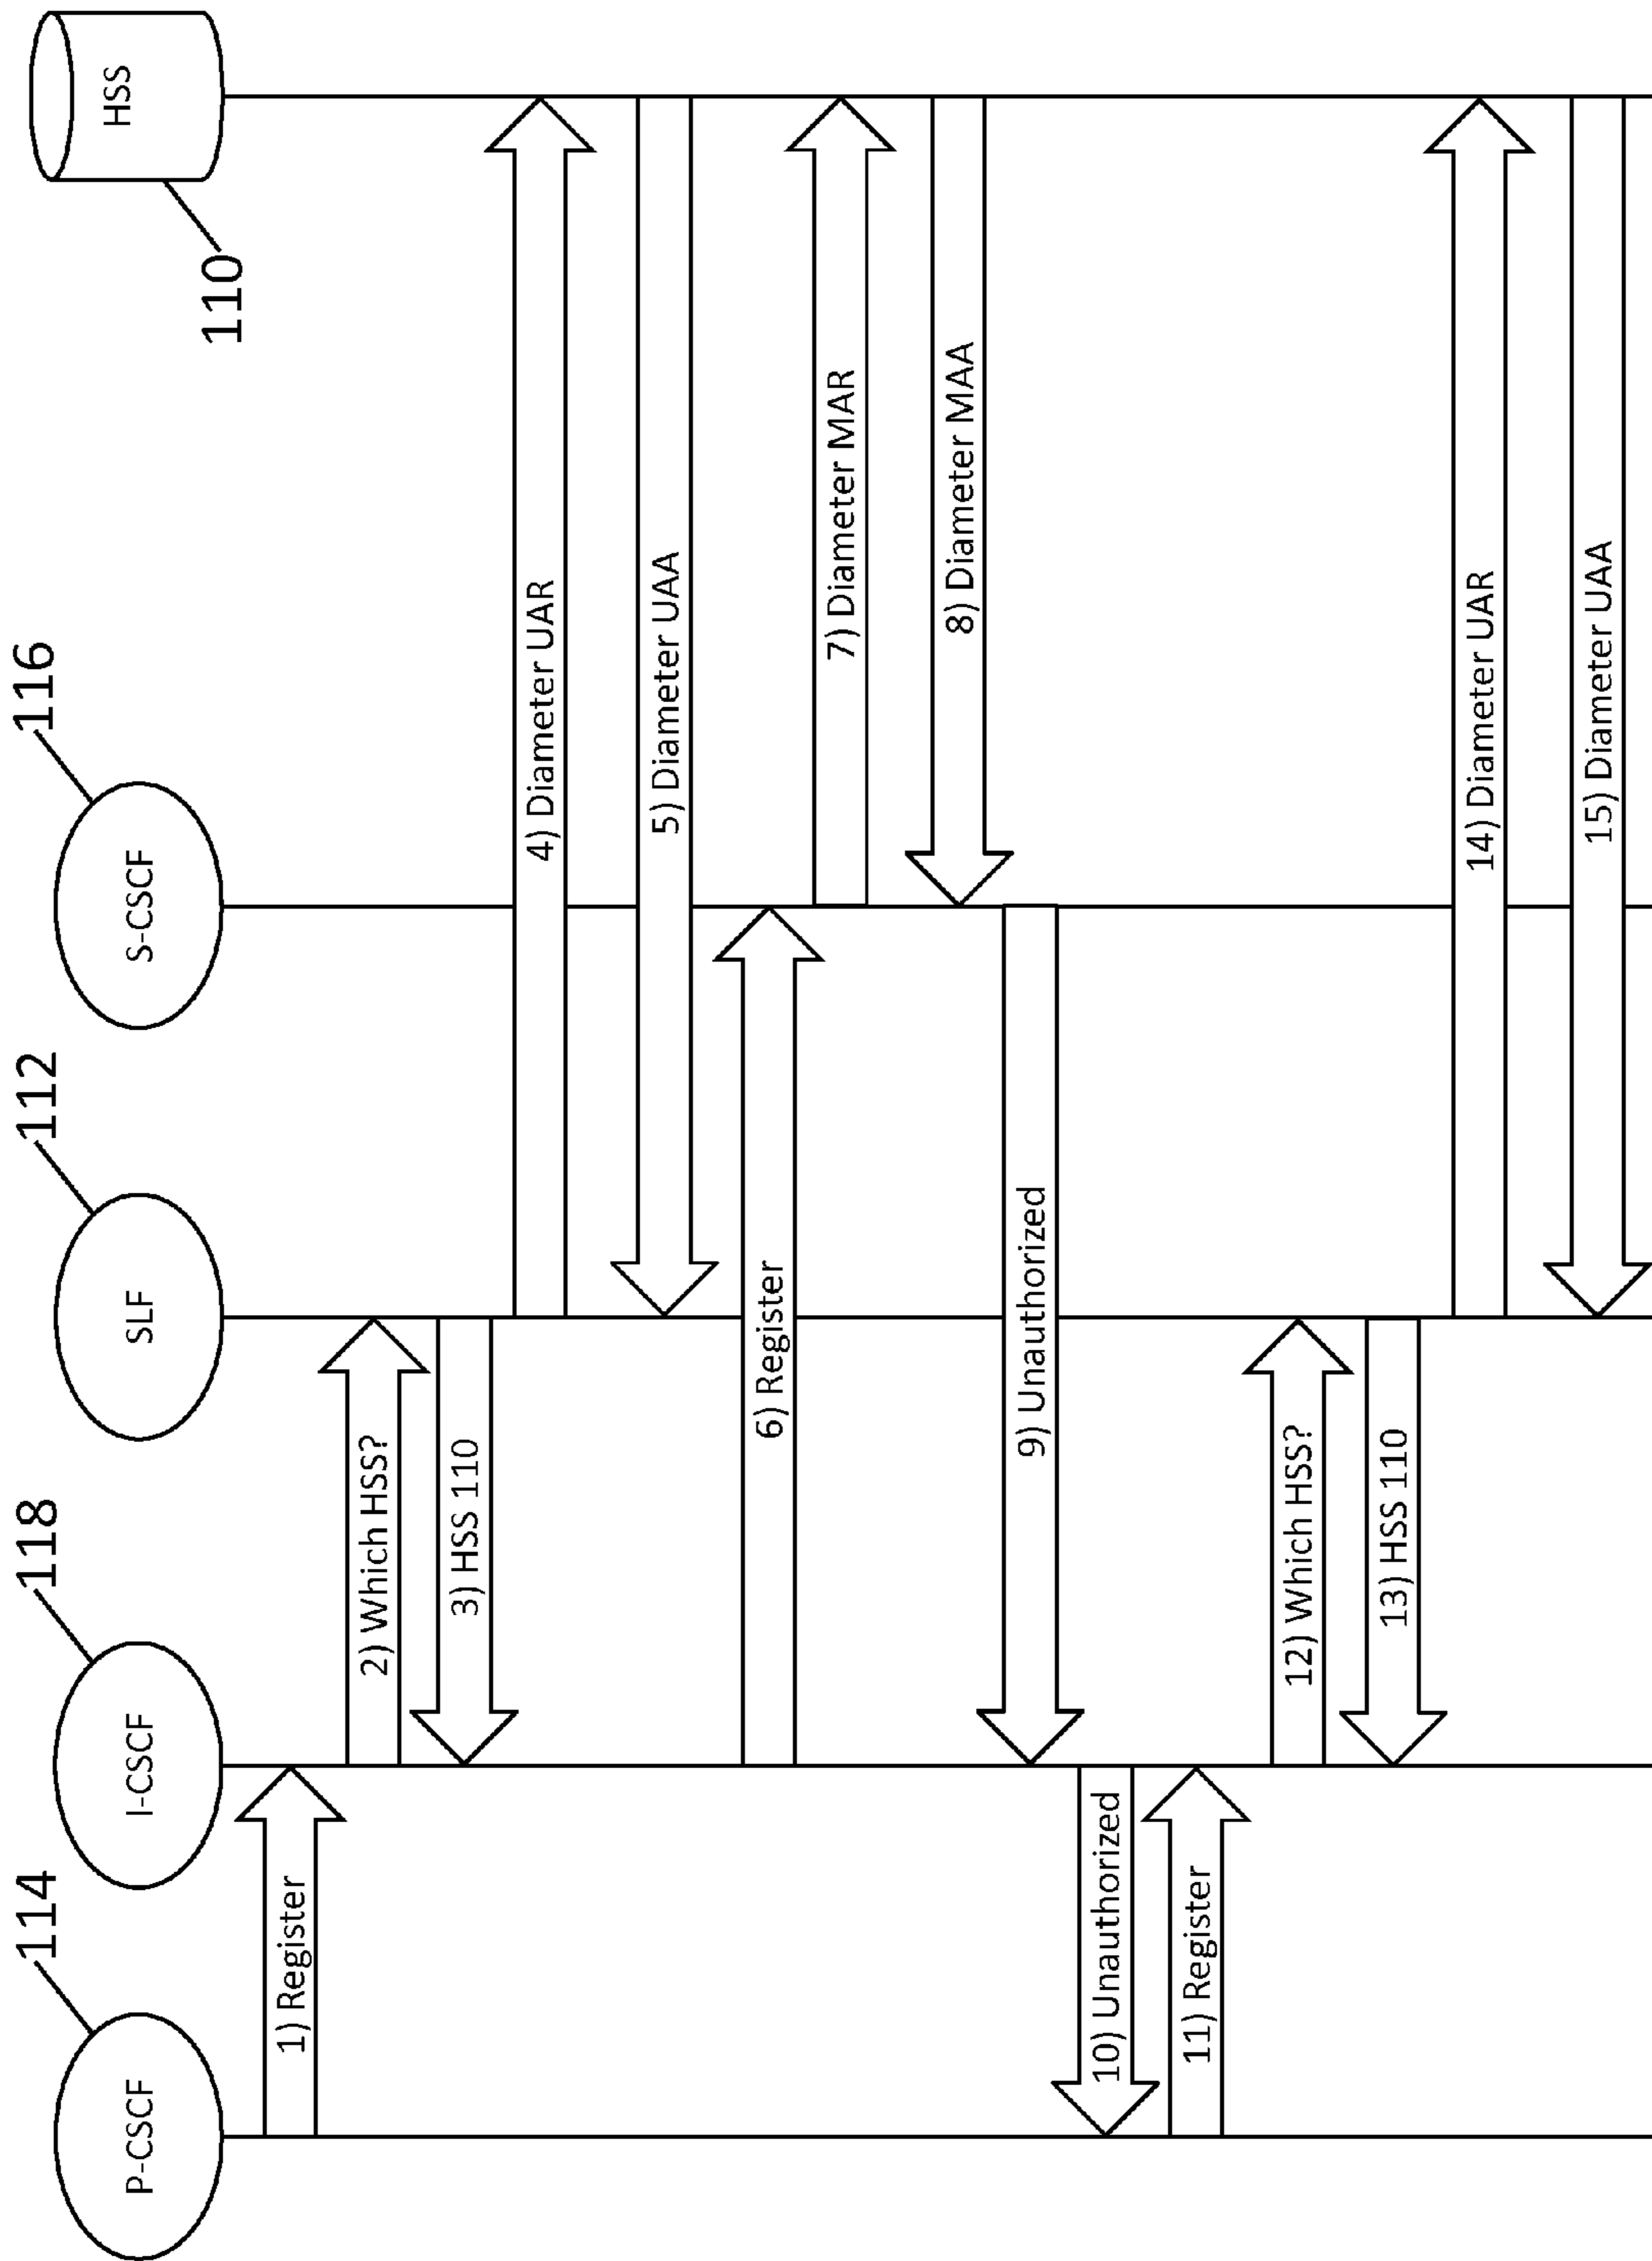 114
118
112
116
110
P-CSCF
I-CSCF
SLF
S-CSCF
HSS
1) Register
2) Which HSS?
3) HSS 110
4) Diameter UAR
5) Diameter UAA
6) Register
7) Diameter MAR
8) Diameter MAA
9) Unauthorized
10) Unauthorized
11) Register
12) Which HSS?
13) HSS 110
14) Diameter UAR
15) Diameter UAA